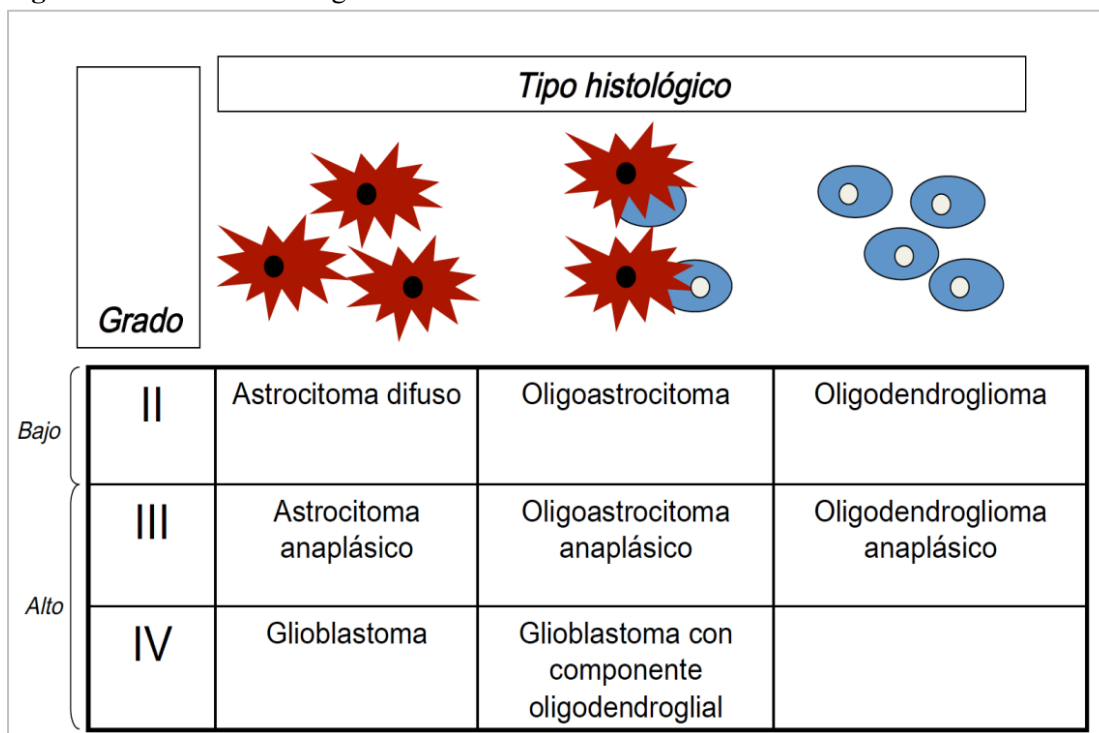 Tipo histológico
Grado
Bajo
II
Astrocitoma difuso
Oligoastrocitoma
Oligodendroglioma
Alto
III
Astrocitoma
anaplásico
Oligoastrocitoma
anaplásico
Oligodendroglioma
anaplásico
IV
Glioblastoma
Glioblastoma con
componente
oligodendroglial